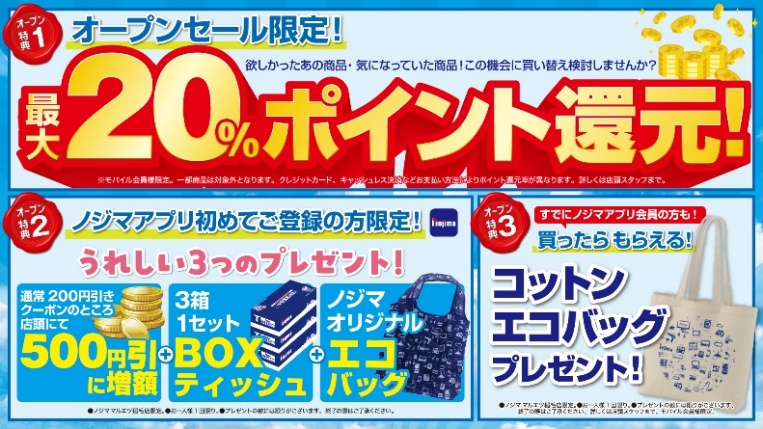 オープン
特典1
オープンセール限定！
欲しかったあの商品・気になっていた商品！この機会に買い替え検討しませんか？
最大20%ポイント還元！
※モバイル会員様限定。一部商品は対象外となります。クレジットカード、キャッシュレス決済などお支払い方法によりポイント還元率が異なります。詳しくは店頭スタッフまで。
オープン
特典2
ノジマアプリ初めてご登録の方限定！
Nojima
うれしい3つのプレゼント！
通常200円引き
クーポンのところ
店頭にて
500円引
に増額
+
3箱
1セット
BOX
ティッシュ
+
ノジマ
オリジナル
エコ
バッグ
●ノジママルエツ稲毛店限定。●お一人様1回限り。●プレゼントの数には限りがございます。終了の際はご了承ください。
オープン
特典3
すでにノジマアプリ会員の方も！
買ったらもらえる！
コットン
エコバッグ
プレゼント！
●ノジママルエツ稲毛店限定。●お一人様1回限り。●プレゼントの数には限りがございます。
終了の際はご了承ください。詳しくは店頭スタッフまで。モバイル会員様限定。